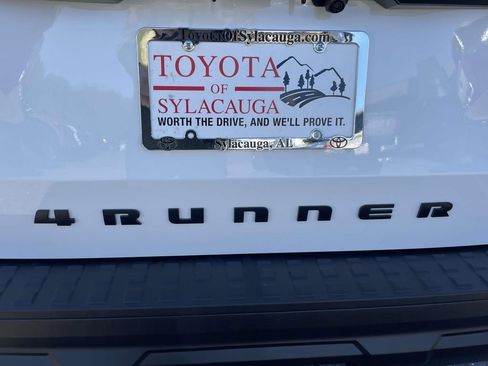 ToyotaOfSylacauga.com
TOYOTA
OF
SYLACAUGA
WORTH THE DRIVE, AND WE'LL PROVE IT.
Sylacauga, AL
4RUNNER